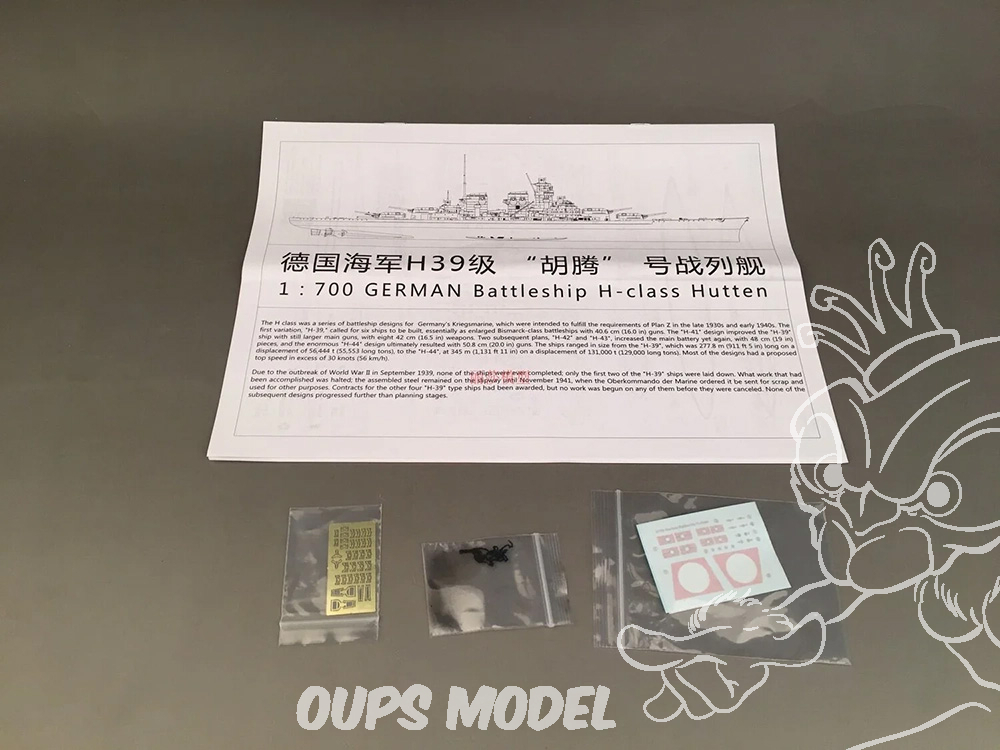 德国海军H39级 “胡腾” 号战列舰
1：700 GERMAN Battleship H-class Hutten
The H class was a series of battleship designs for Germany's Kriegsmarine, which were intended to fulfill the requirements of Plan Z in the late 1930s and early 1940s. The
first variation, "H-39," called for six ships to be built, essentially as enlarged Bismarck-class battleships with 40.6 cm (16.0 in) guns. The "H-41" design improved the "H-39"
ship with still larger main guns, with eight 42 cm (16.5 in) weapons. Two subsequent plans, "H-42" and "H-43", increased the main battery yet again, with 48 cm (19 in)
pieces, and the enormous "H-44" design ultimately resulted with 50.8 cm (20.0 in) guns. The ships ranged in size from the "H-39", which was 277.8 m (911 ft 5 in) long on a
displacement of 56,444 t (55,553 long tons), to the "H-44", at 345 m (1,131 ft 11 in) on a displacement of 131,000 t (129,000 long tons). Most of the designs had a proposed
top speed in excess of 30 knots (56 km/h).
Due to the outbreak of World War II in September 1939, none of the ships were completed; only the first two of the "H-39" ships were laid down. What work that had
been accomplished was halted; the assembled steel remained on the slipway until November 1941, when the Oberkommando der Marine ordered it be sent for scrap and
used for other purposes. Contracts for the other four "H-39" type ships had been awarded, but no work was begun on any of them before they were canceled. None of the
subsequent designs progressed further than planning stages.
OUPS MODEL